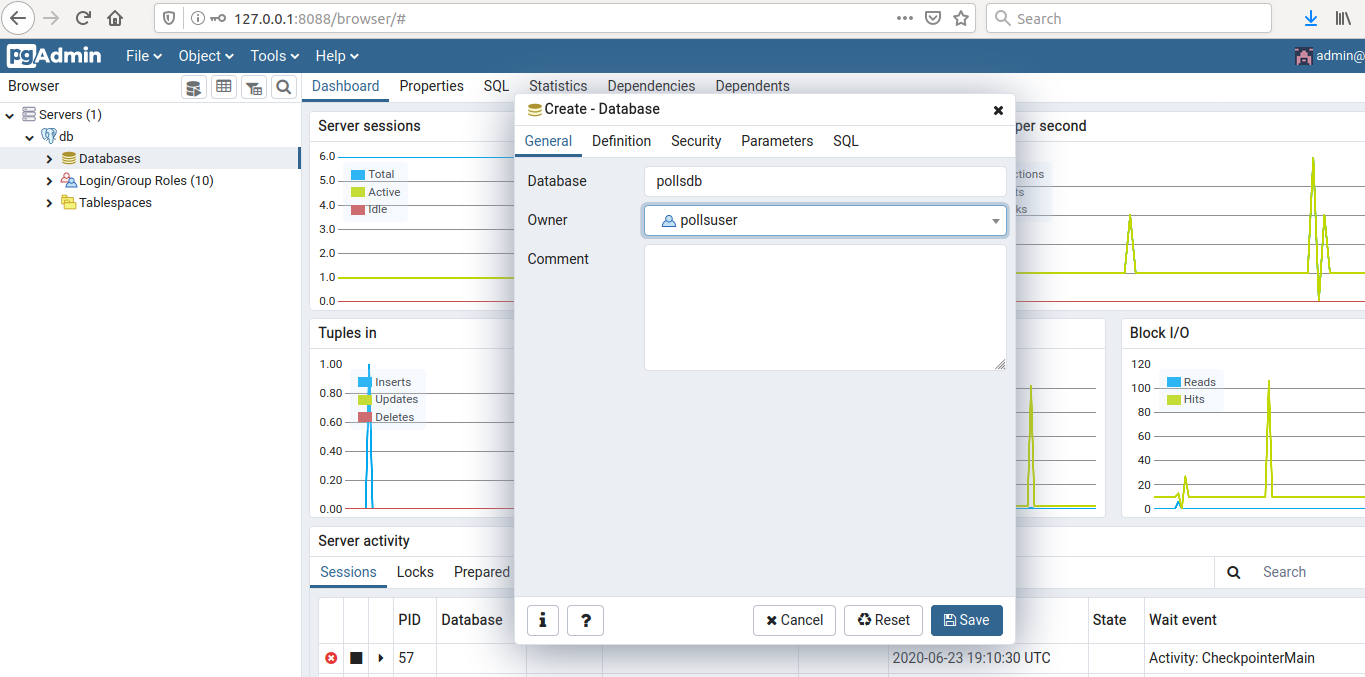 127.0.0.1:8088/browser/#
Search
pgAdmin
File
Object
Tools
Help
admin@
Browser
Dashboard
Properties
SQL
Statistics
Dependencies
Dependents
Servers (1)
db
Databases
Login/Group Roles (10)
Tablespaces
Server sessions
6.0
5.0
4.0
3.0
2.0
1.0
0.0
Total
Active
Idle
per second
ctions
ts
ks
Create - Database
General
Definition
Security
Parameters
SQL
Database
pollsdb
Owner
pollsuser
Comment
Cancel
Reset
Save
Tuples in
1.00
0.80
0.60
0.40
0.20
0.00
Inserts
Updates
Deletes
Block I/O
120
100
80
60
40
20
0
Reads
Hits
Server activity
Sessions
Locks
Prepared
Search
PID
Database
State
Wait event
57
2020-06-23 19:10:30 UTC
Activity: CheckpointerMain